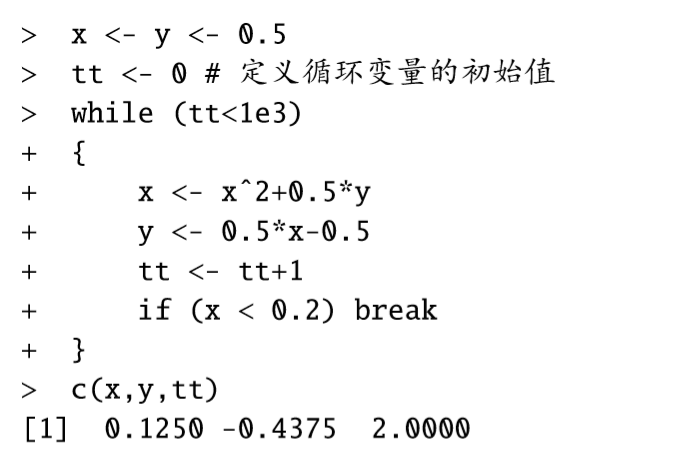 > x <- y <- 0.5
> tt <- 0 # 定义循环变量的初始值
> while (tt<1e3)
+ {
+     x <- x^2+0.5*y
+     y <- 0.5*x-0.5
+     tt <- tt+1
+     if (x < 0.2) break
+ }
> c(x,y,tt)
[1]  0.1250 -0.4375  2.0000